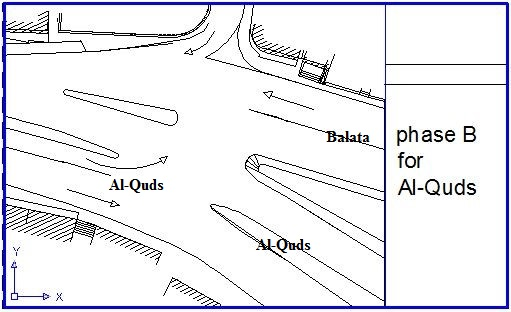 Balata
Al-Quds
Al-Quds
Y
X
phase B
for
Al-Quds